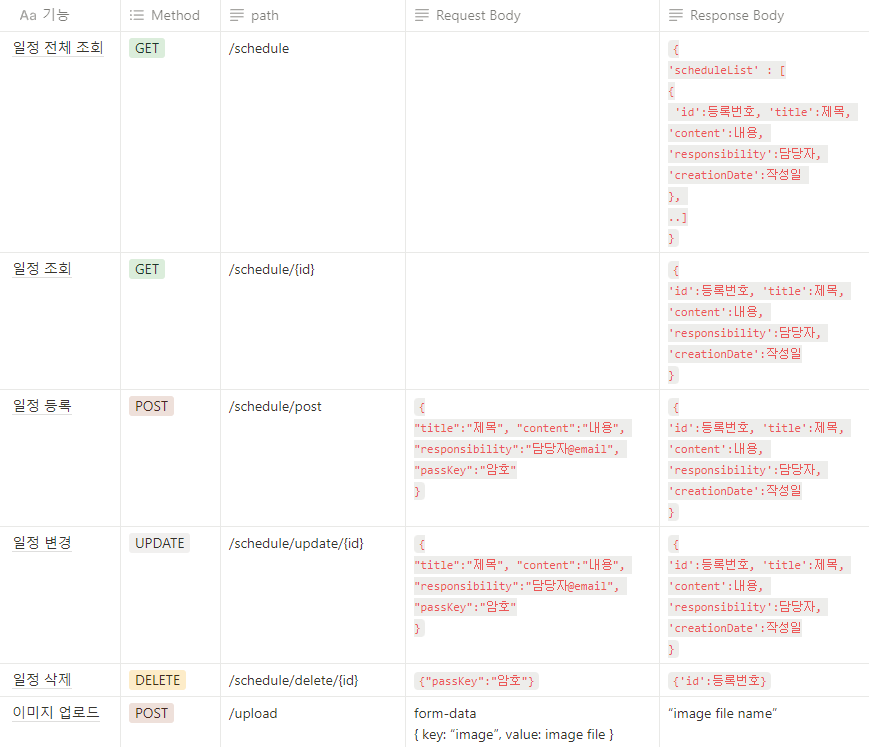 Aa 기능 Method path Request Body Response Body
일정 전체 조회 GET /schedule {
'scheduleList' : [
{
'id':등록번호, 'title':제목,
'content':내용,
'responsibility':담당자,
'creationDate':작성일
},
..]
}
일정 조회 GET /schedule/{id} {
'id':등록번호, 'title':제목,
'content':내용,
'responsibility':담당자,
'creationDate':작성일
}
일정 등록 POST /schedule/post { {
"title":"제목", "content":"내용", 'id':등록번호, 'title':제목,
"responsibility":"담당자@email", 'content':내용,
"passKey":"암호" 'responsibility':담당자,
} 'creationDate':작성일
}
일정 변경 UPDATE /schedule/update/{id} { {
"title":"제목", "content":"내용", 'id':등록번호, 'title':제목,
"responsibility":"담당자@email", 'content':내용,
"passKey":"암호" 'responsibility':담당자,
} 'creationDate':작성일
}
일정 삭제 DELETE /schedule/delete/{id} {"passKey":"암호"} {'id':등록번호}
이미지 업로드 POST /upload form-data “image file name”
{ key: “image”, value: image file }